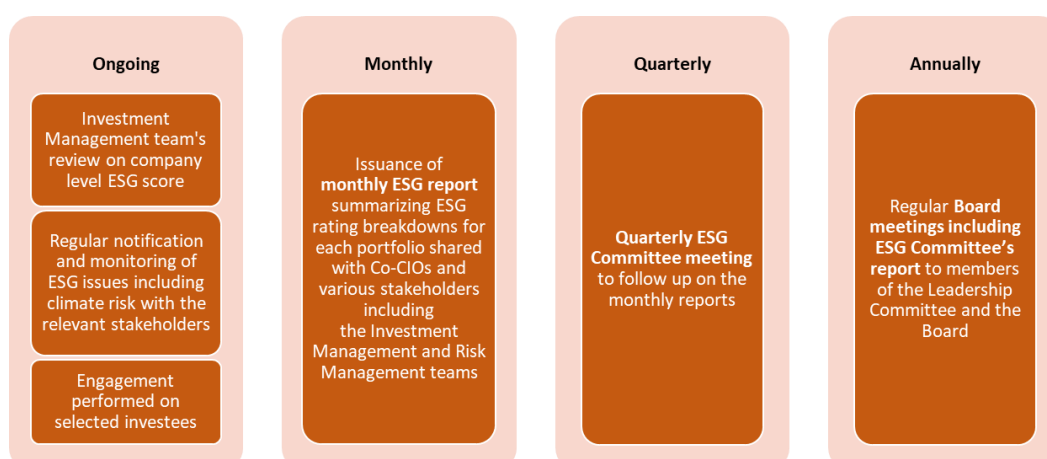 Ongoing
Investment
Management team's
review on company
level ESG score
Regular notification
and monitoring of
ESG issues including
climate risk with the
relevant stakeholders
Engagement
performed on
selected investees
Monthly
Issuance of
monthly ESG report
summarizing ESG
rating breakdowns for
each portfolio shared
with Co-CIOs and
various stakeholders
including
the Investment
Management and Risk
Management teams
Quarterly
Quarterly ESG
Committee meeting
to follow up on the
monthly reports
Annually
Regular Board
meetings including
ESG Committee’s
report to members
of the Leadership
Committee and the
Board